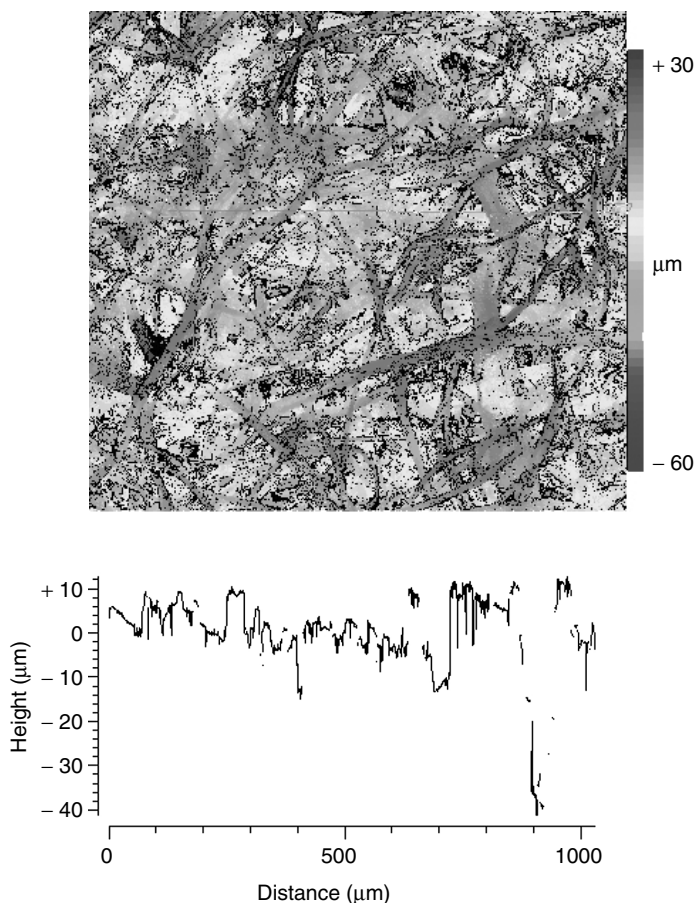 + 30
µm
– 60
+ 10
0
– 10
– 20
– 30
– 40
Height (µm)
0 500 1000
Distance (µm)